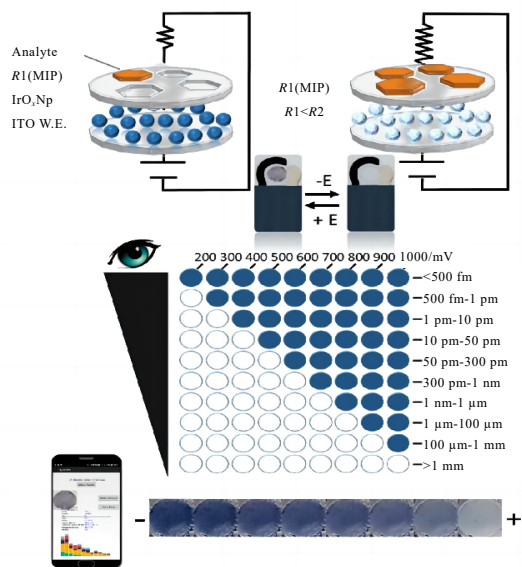 Analyte
R1(MIP)
IrOxNp
ITO W.E.
R1(MIP)
R1<R2
-E
+ E
200 300 400 500 600 700 800 900 1000/mV
<500 fm
500 fm-1 pm
1 pm-10 pm
10 pm-50 pm
50 pm-300 pm
300 pm-1 nm
1 nm-1 μm
1 μm-100 μm
100 μm-1 mm
>1 mm
- +